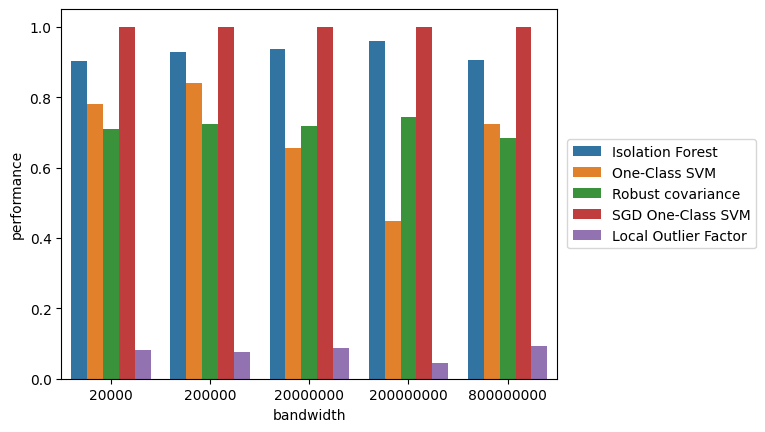 1.0
0.8
0.6
0.4
0.2
0.0
performance
20000
200000
20000000
200000000
800000000
bandwidth
Isolation Forest
One-Class SVM
Robust covariance
SGD One-Class SVM
Local Outlier Factor